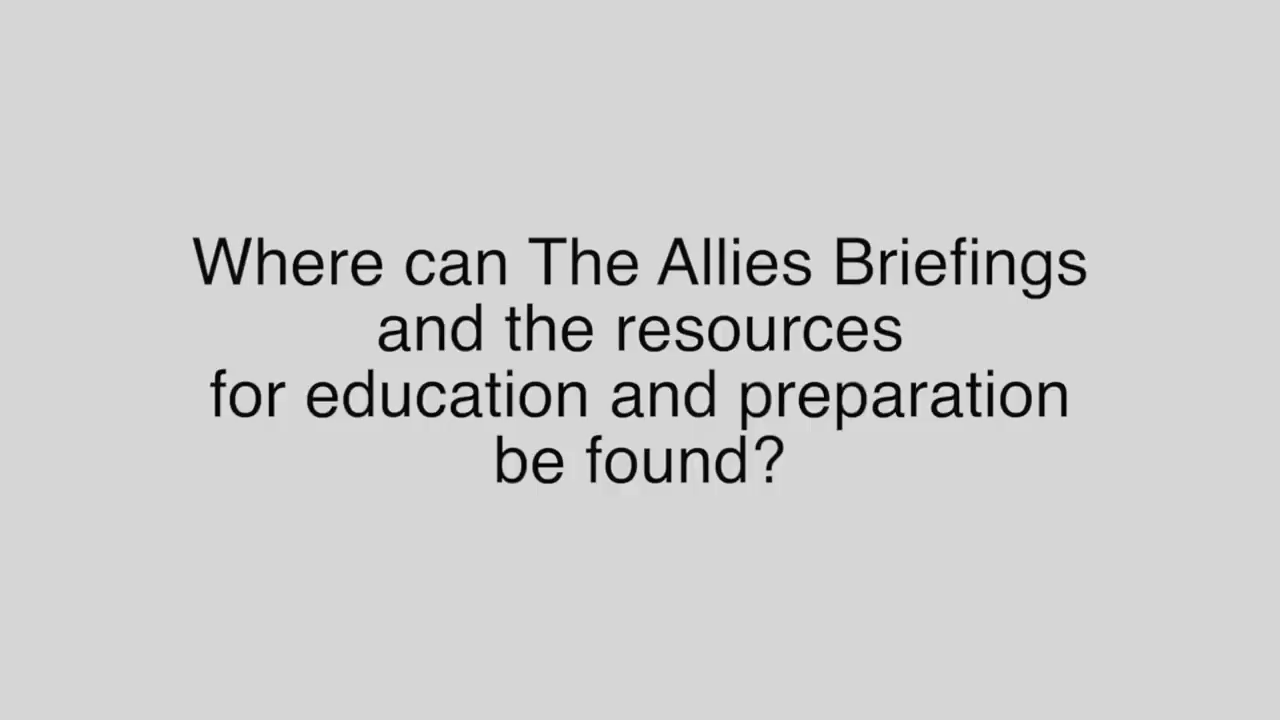 Where can The Allies Briefings
and the resources
for education and preparation
be found?